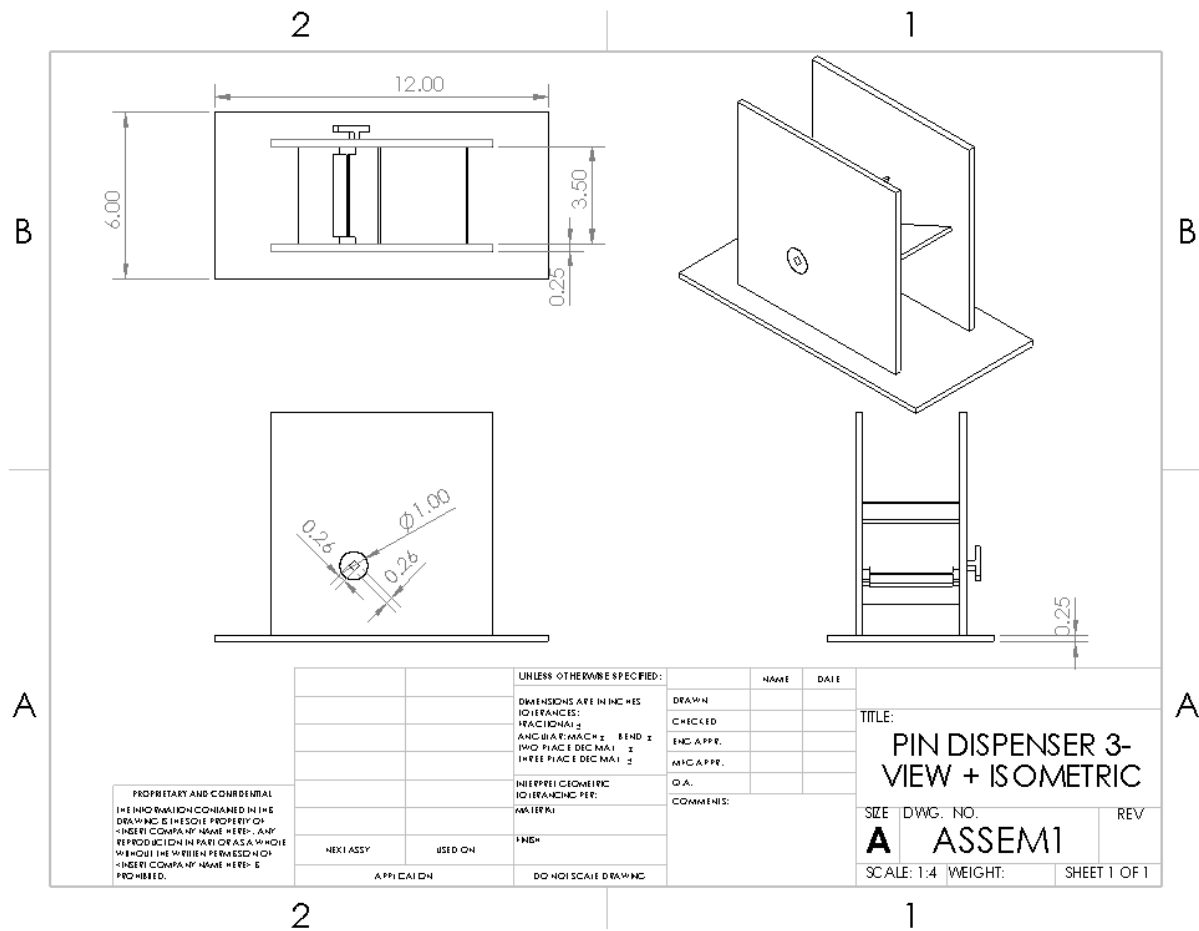 2
1
12.00
6.00
3.50
0.25
B
B
Ø1.00
0.26
0.26
0.25
A
A
UNLESS OTHERWISE SPECIFIED:
DIMENSIONS ARE IN INCHES
TOLERANCES:
FRACTIONAL ±
ANGULAR: MACH ± BEND ±
TWO PLACE DECIMAL ±
THREE PLACE DECIMAL ±
INTERPRET GEOMETRIC
TOLERANCING PER:
MATERIAL
FINISH
DO NOT SCALE DRAWING
NAME DATE
DRAWN
CHECKED
ENG APPR.
MFG APPR.
Q.A.
COMMENTS:
PROPRIETARY AND CONFIDENTIAL
THE INFORMATION CONTAINED IN THIS
DRAWING IS THE SOLE PROPERTY OF
<INSERT COMPANY NAME HERE>. ANY
REPRODUCTION IN PART OR AS A WHOLE
WITHOUT THE WRITTEN PERMISSION OF
<INSERT COMPANY NAME HERE> IS
PROHIBITED.
NEXT ASSY USED ON
APPLICATION
TITLE:
PIN DISPENSER 3-
VIEW + ISOMETRIC
SIZE DWG. NO. REV
A ASSEM1
SCALE: 1:4 WEIGHT: SHEET 1 OF 1
2
1